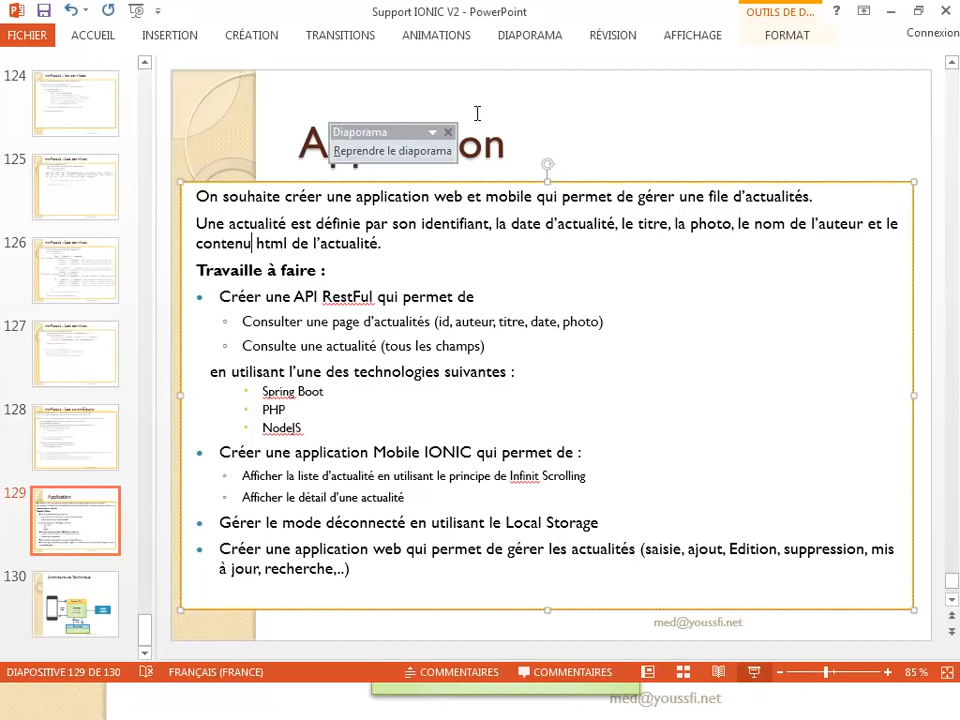 Support IONIC V2 - PowerPoint
OUTILS DE D...
FICHIER ACCUEIL INSERTION CRÉATION TRANSITIONS ANIMATIONS DIAPORAMA RÉVISION AFFICHAGE FORMAT Connexion
124
125
126
127
128
129
Application
130
Architecture Technique
Diaporama
Reprendre le diaporama
On souhaite créer une application web et mobile qui permet de gérer une file d’actualités.
Une actualité est définie par son identifiant, la date d’actualité, le titre, la photo, le nom de l’auteur et le
contenu html de l’actualité.
Travaille à faire :
Créer une API RestFul qui permet de
Consulter une page d’actualités (id, auteur, titre, date, photo)
Consulte une actualité (tous les champs)
en utilisant l’une des technologies suivantes :
Spring Boot
PHP
NodeJS
Créer une application Mobile IONIC qui permet de :
Afficher la liste d’actualité en utilisant le principe de Infinit Scrolling
Afficher le détail d’une actualité
Gérer le mode déconnecté en utilisant le Local Storage
Créer une application web qui permet de gérer les actualités (saisie, ajout, Edition, suppression, mis
à jour, recherche,..)
med@youssfi.net
DIAPOSITIVE 129 DE 130 FRANÇAIS (FRANCE) COMMENTAIRES COMMENTAIRES 85 %
med@youssfi.net